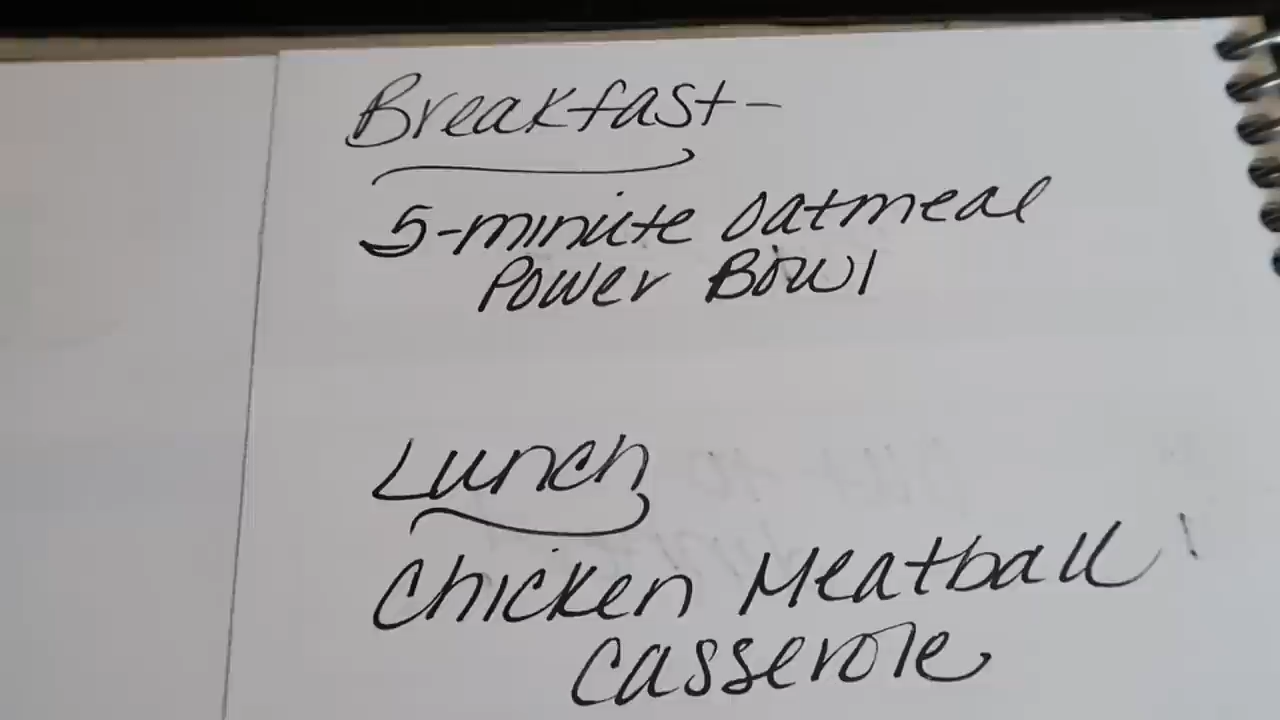 Breakfast-
5-minute oatmeal
Power Bowl
Lunch
Chicken Meatball
Casserole